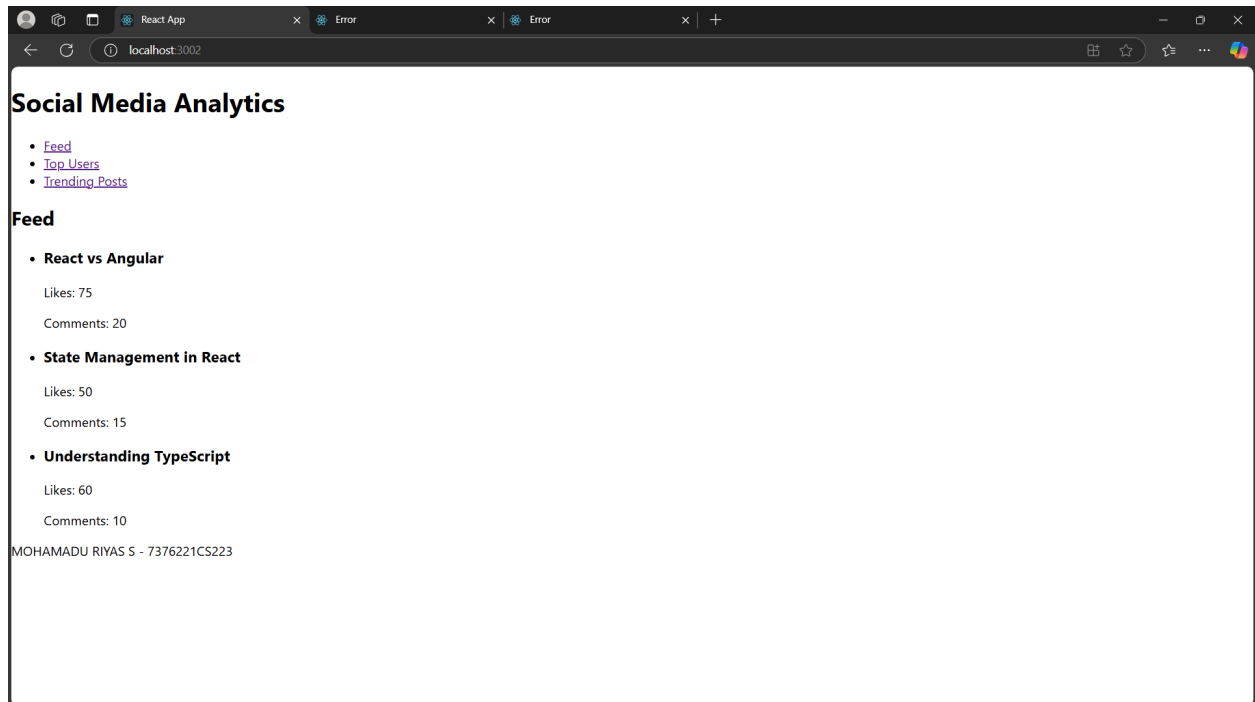 React App
Error
Error
localhost:3002
Social Media Analytics
Feed
Top Users
Trending Posts
Feed
React vs Angular
Likes: 75
Comments: 20
State Management in React
Likes: 50
Comments: 15
Understanding TypeScript
Likes: 60
Comments: 10
MOHAMADU RIYAS S - 7376221CS223